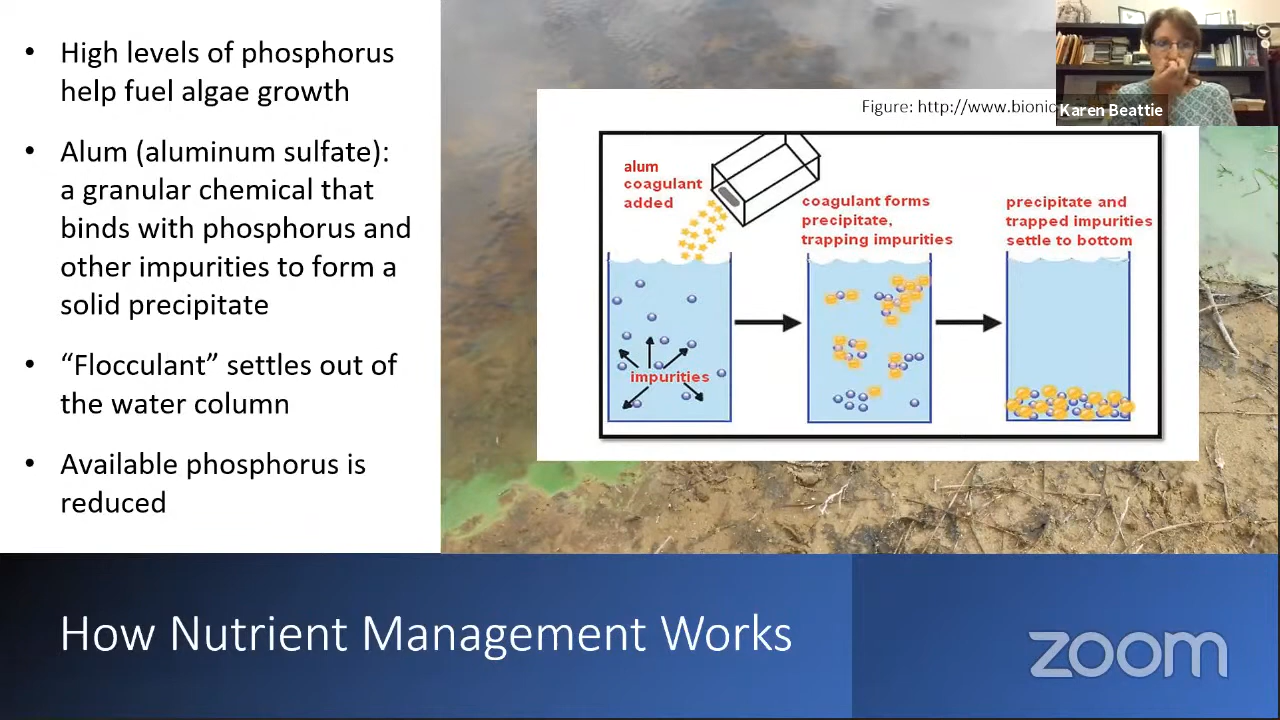 • High levels of phosphorus
help fuel algae growth
• Alum (aluminum sulfate):
a granular chemical that
binds with phosphorus and
other impurities to form a
solid precipitate
• “Flocculant” settles out of
the water column
• Available phosphorus is
reduced
Figure: http://www.bionic
Karen Beattie
alum
coagulant
added
coagulant forms
precipitate,
trapping impurities
precipitate and
trapped impurities
settle to bottom
impurities
How Nutrient Management Works
zoom